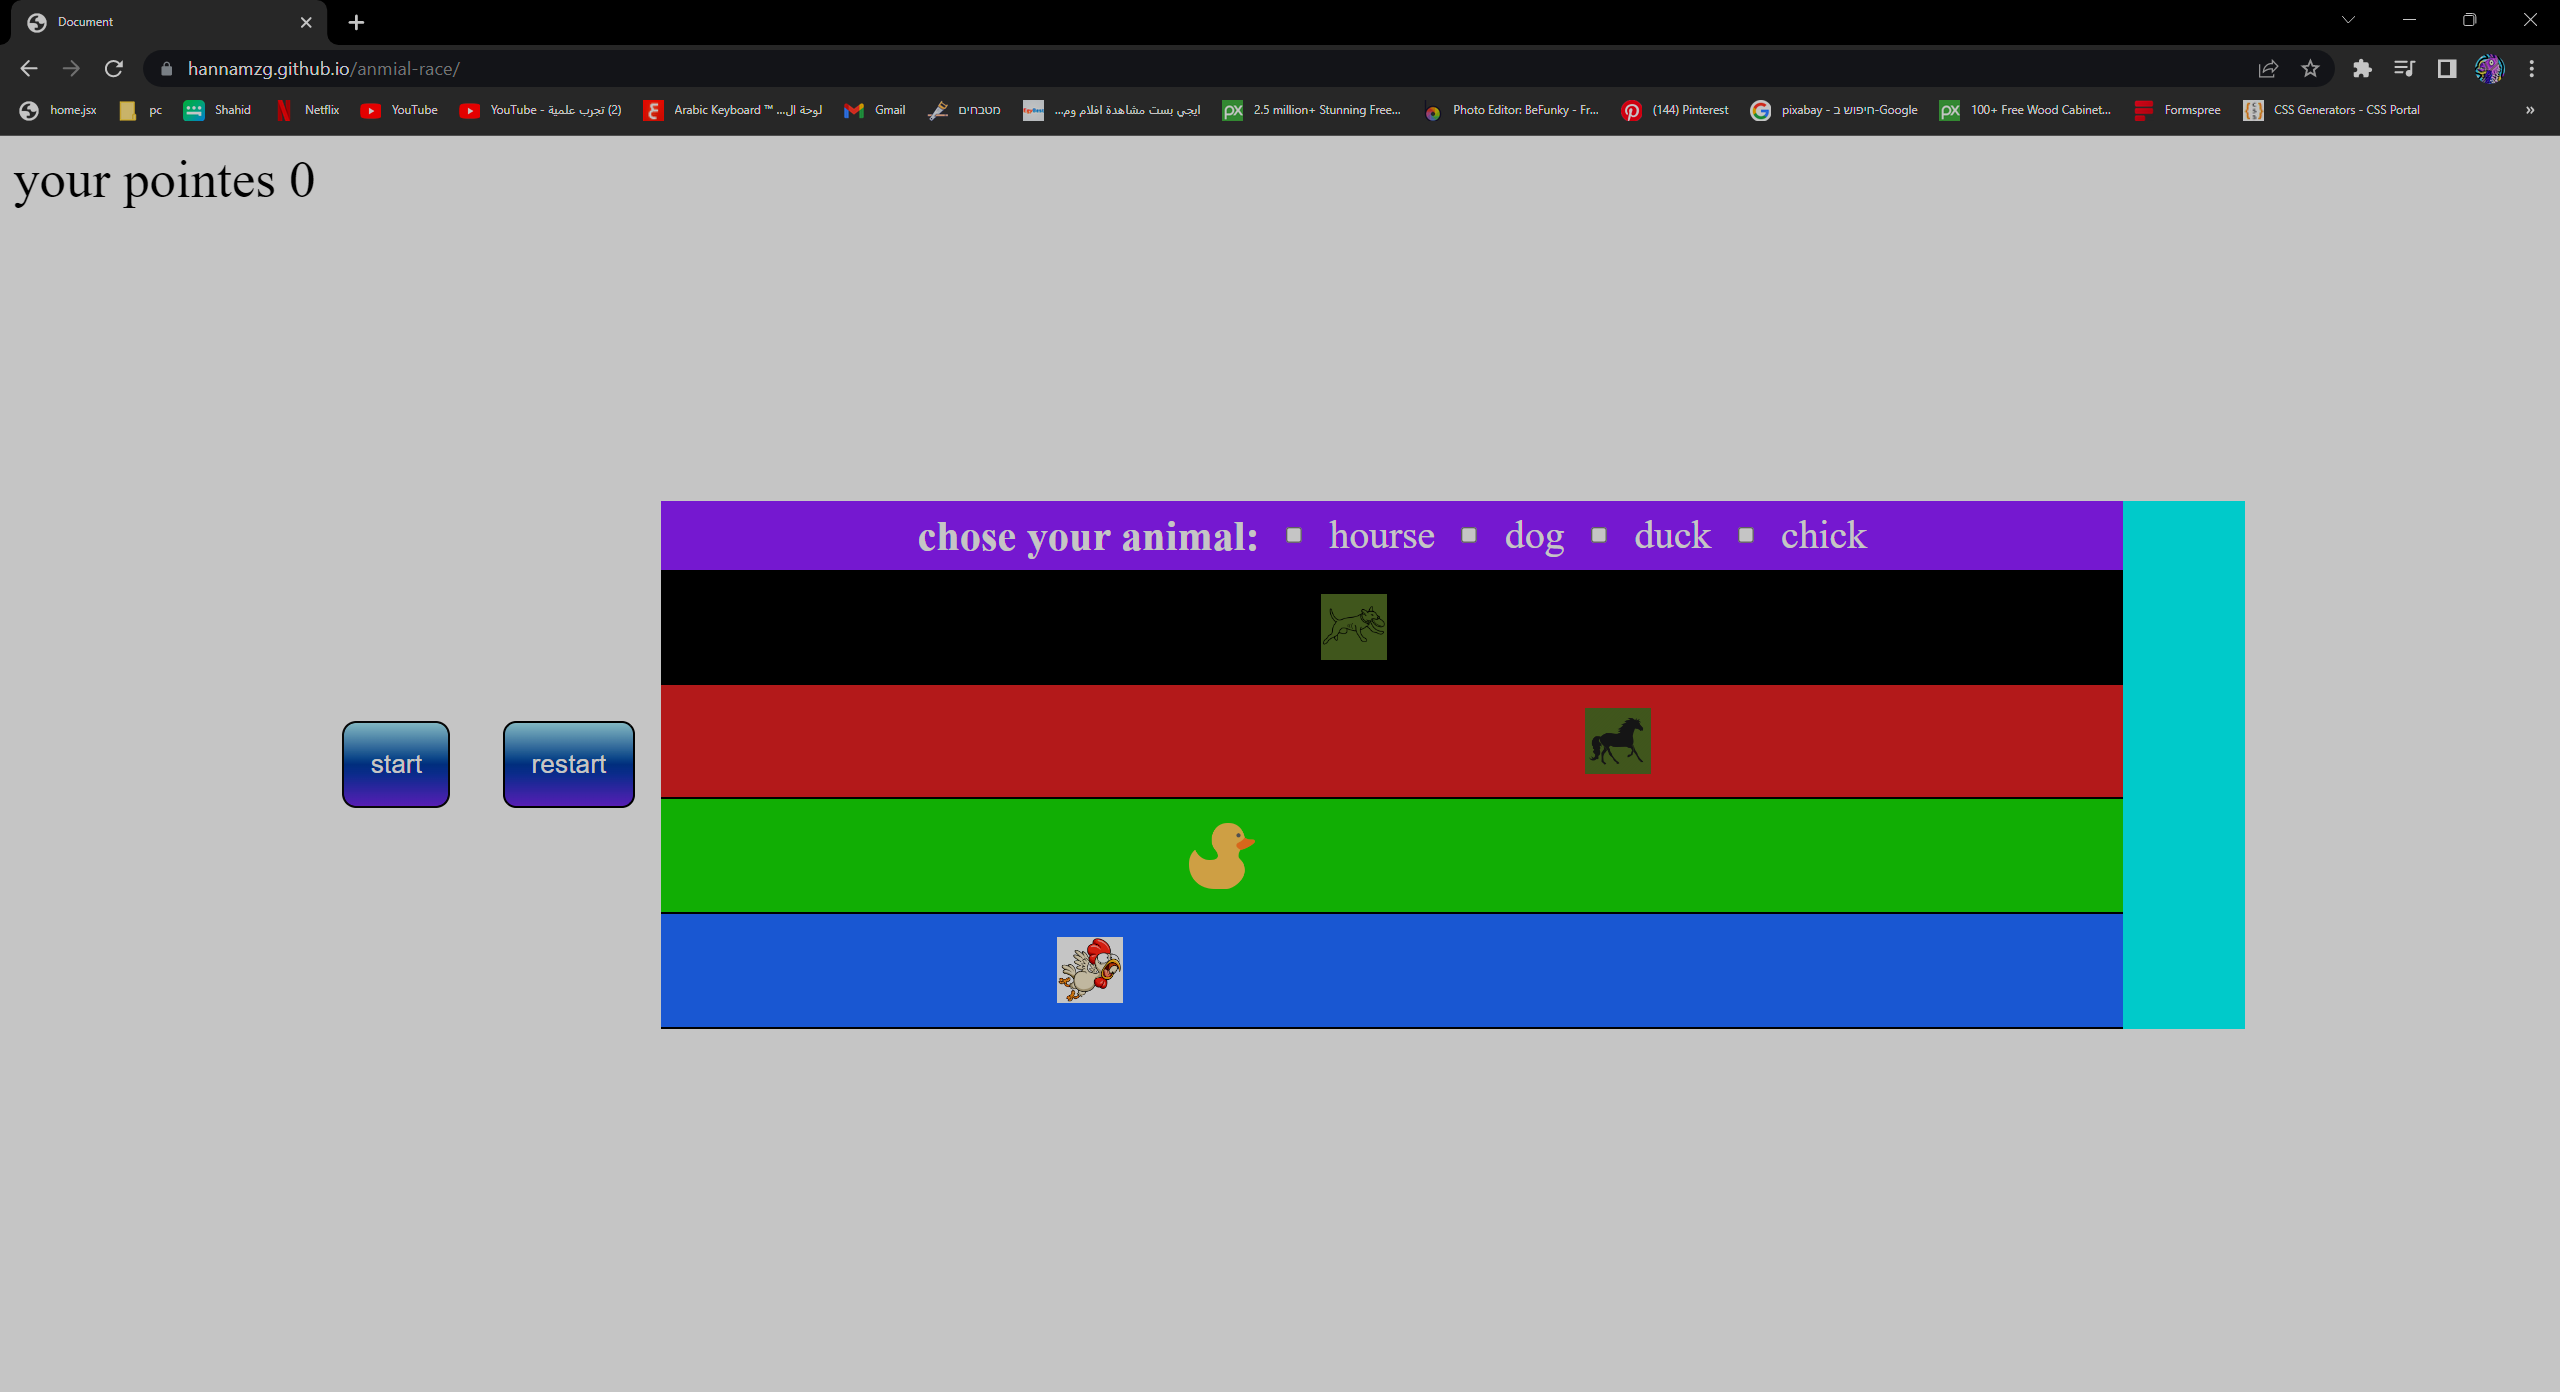 Document
hannamzg.github.io/anmial-race/
home.jsx pc Shahid Netflix YouTube (2) تجرب علمية - YouTube لوحة ال... ™ Arabic Keyboard Gmail מטבחים ايجي بست مشاهدة افلام وم... 2.5 million+ Stunning Free... Photo Editor: BeFunky - Fr... (144) Pinterest pixabay - חיפוש ב-Google 100+ Free Wood Cabinet... Formspree CSS Generators - CSS Portal »
your pointes 0
chose your animal: hourse dog duck chick
start restart